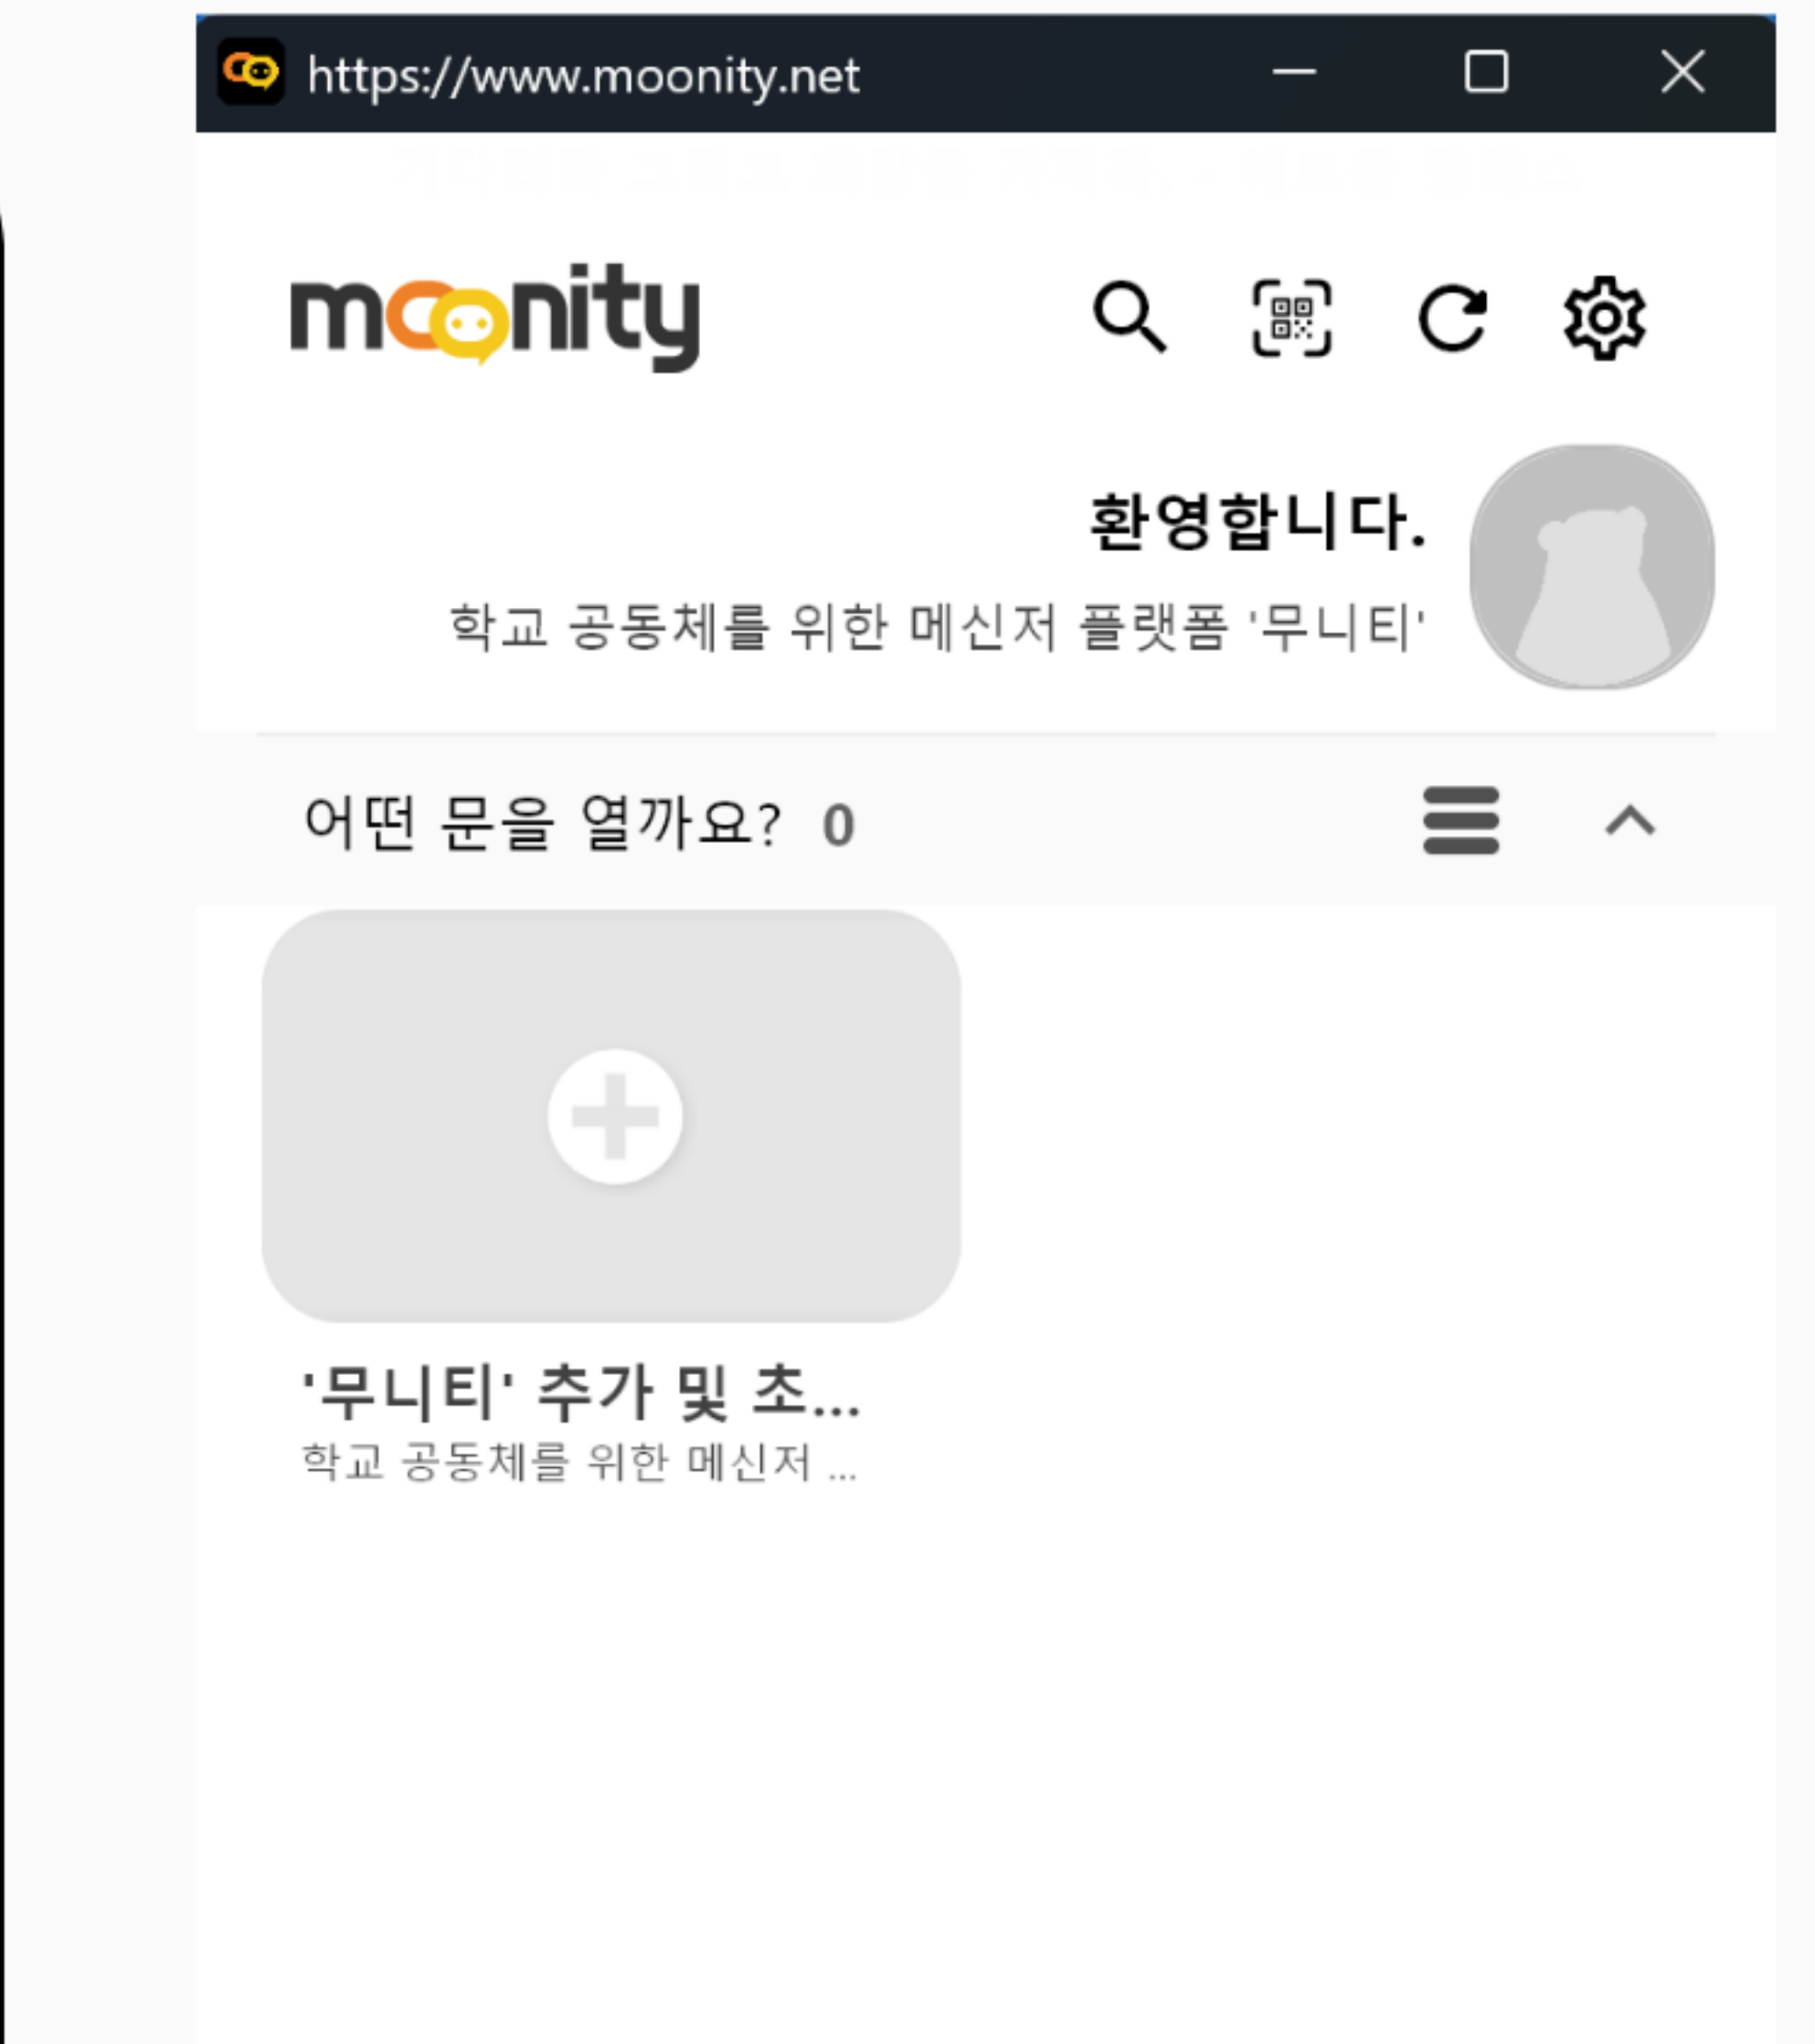 https://www.moonity.net
moonity
환영합니다.
학교 공동체를 위한 메신저 플랫폼 '무니티'
어떤 문을 열까요? 0
'무니티' 추가 및 초...
학교 공동체를 위한 메신저 ...